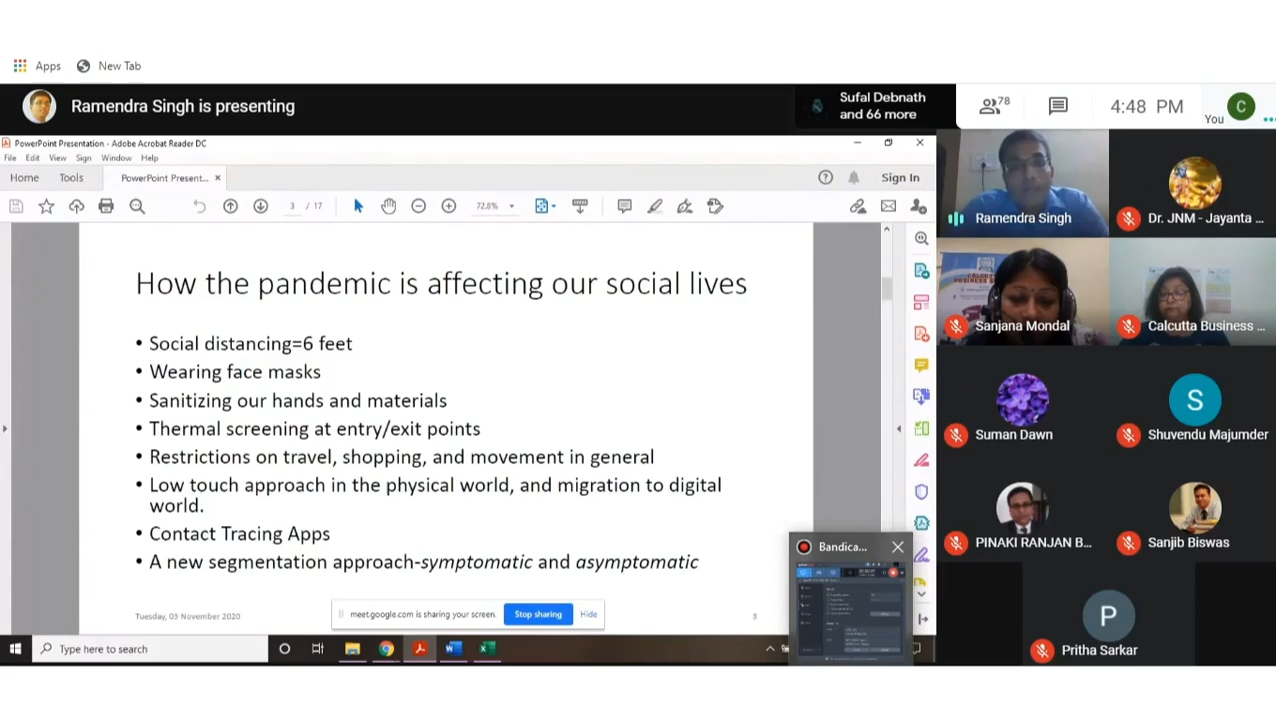 Apps New Tab
Ramendra Singh is presenting
Sufal Debnath
and 66 more
78
4:48 PM
You
C
PowerPoint Presentation - Adobe Acrobat Reader DC
File Edit View Sign Window Help
Home Tools PowerPoint Present... × Sign In
3 / 17 72.8%
How the pandemic is affecting our social lives
• Social distancing=6 feet
• Wearing face masks
• Sanitizing our hands and materials
• Thermal screening at entry/exit points
• Restrictions on travel, shopping, and movement in general
• Low touch approach in the physical world, and migration to digital
world.
• Contact Tracing Apps
• A new segmentation approach-symptomatic and asymptomatic
Tuesday, 03 November 2020
3
meet.google.com is sharing your screen. Stop sharing Hide
Bandica...
Type here to search
Ramendra Singh
Dr. JNM - Jayanta ...
Sanjana Mondal
Calcutta Business ...
Suman Dawn
S
Shuvendu Majumder
PINAKI RANJAN B...
Sanjib Biswas
P
Pritha Sarkar